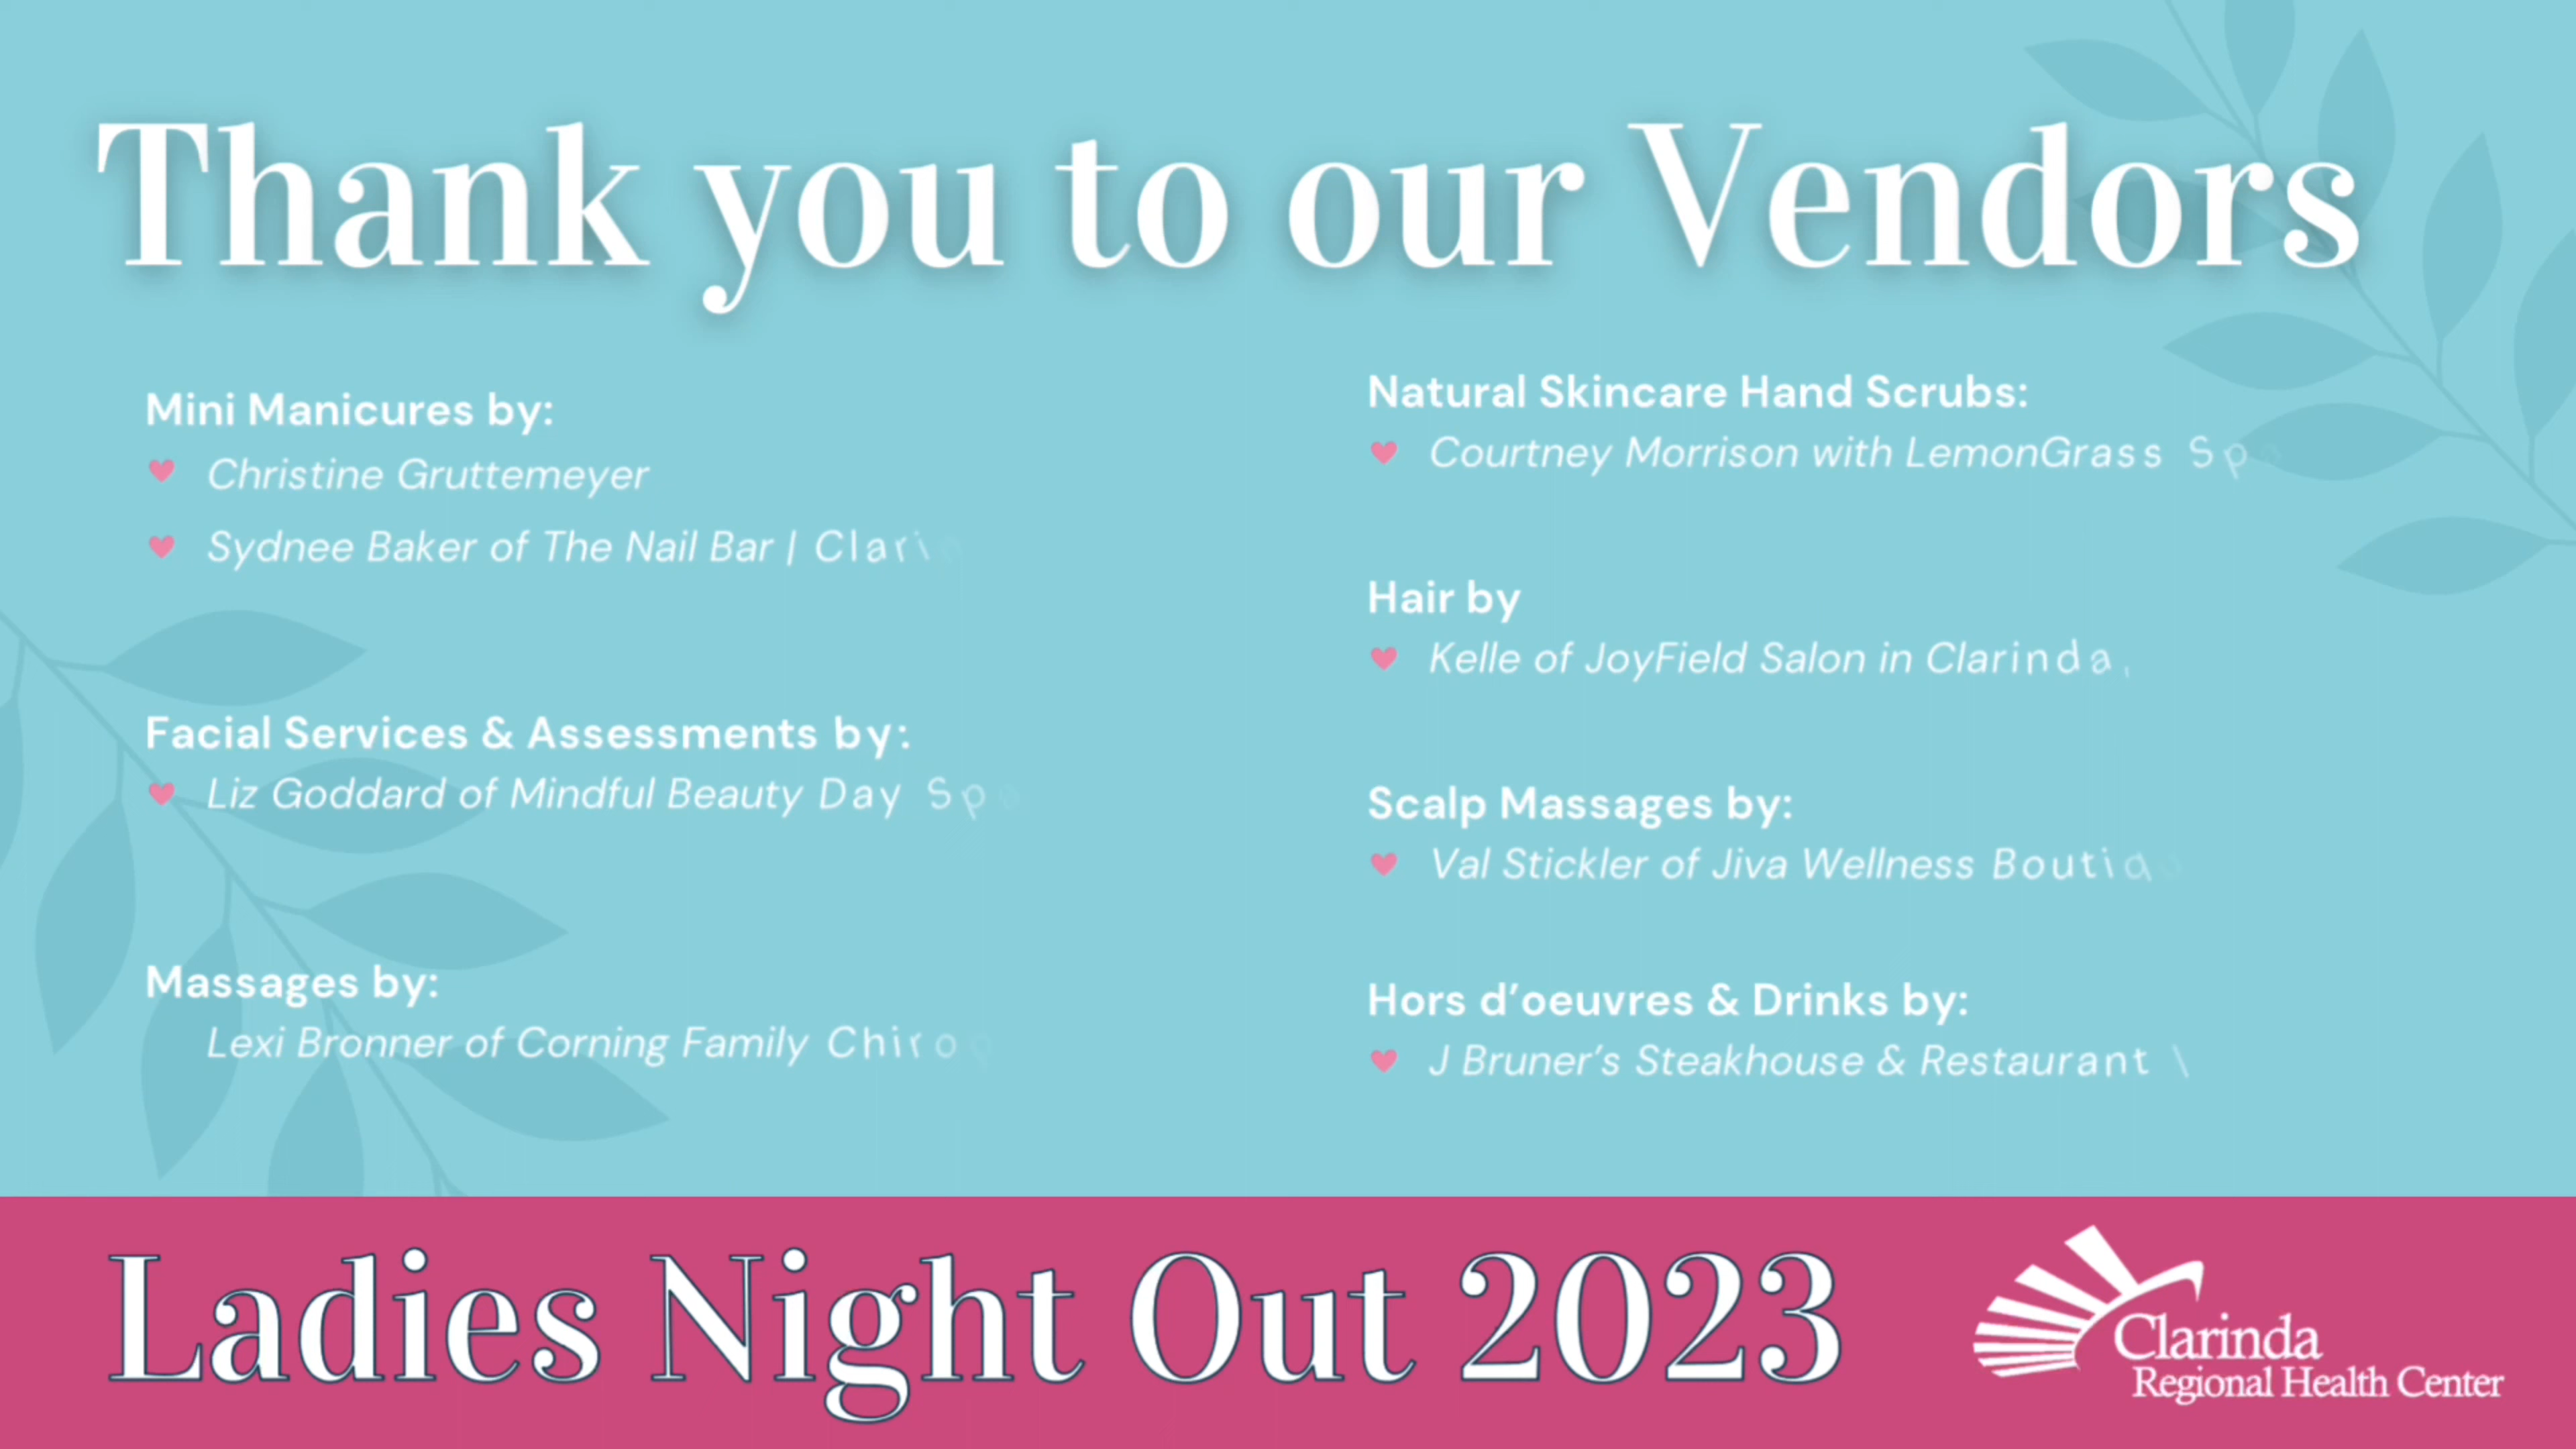 Thank you to our Vendors
Mini Manicures by:
Christine Gruttemeyer
Sydnee Baker of The Nail Bar |
Facial Services & Assessments by:
Liz Goddard of Mindful Beauty Day
Massages by:
Lexi Bronner of Corning Family
Natural Skincare Hand Scrubs:
Courtney Morrison with LemonGrass
Hair by
Kelle of JoyField Salon in Clarinda,
Scalp Massages by:
Val Stickler of Jiva Wellness
Hors d’oeuvres & Drinks by:
J Bruner’s Steakhouse & Restaurant
Ladies Night Out 2023
Clarinda
Regional Health Center